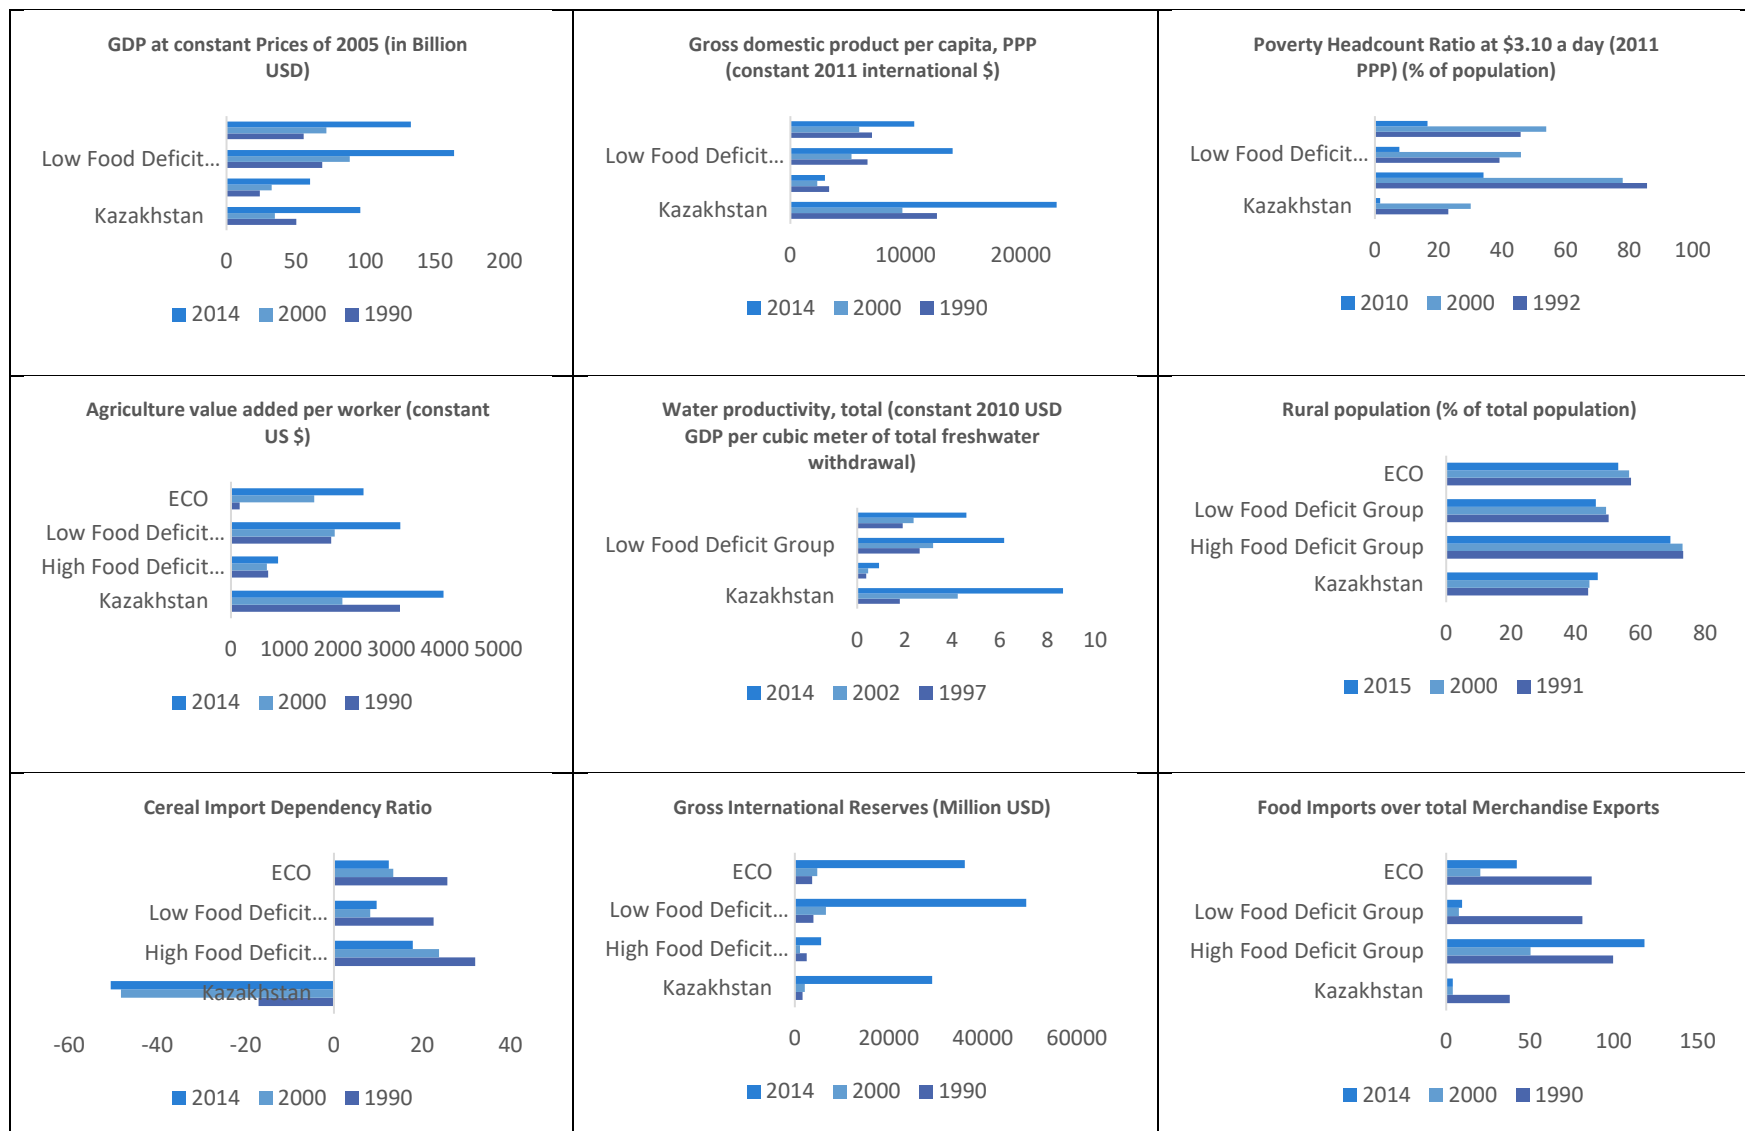 GDP at constant Prices of 2005 (in Billion
USD)
Low Food Deficit...
Kazakhstan
0 50 100 150 200
2014 2000 1990
Gross domestic product per capita, PPP
(constant 2011 international $)
Low Food Deficit...
Kazakhstan
0 10000 20000
2014 2000 1990
Poverty Headcount Ratio at $3.10 a day (2011
PPP) (% of population)
Low Food Deficit...
Kazakhstan
0 20 40 60 80 100
2010 2000 1992
Agriculture value added per worker (constant
US $)
ECO
Low Food Deficit...
High Food Deficit...
Kazakhstan
0 1000 2000 3000 4000 5000
2014 2000 1990
Water productivity, total (constant 2010 USD
GDP per cubic meter of total freshwater
withdrawal)
Low Food Deficit Group
Kazakhstan
0 2 4 6 8 10
2014 2002 1997
Rural population (% of total population)
ECO
Low Food Deficit Group
High Food Deficit Group
Kazakhstan
0 20 40 60 80
2015 2000 1991
Cereal Import Dependency Ratio
ECO
Low Food Deficit...
High Food Deficit...
Kazakhstan
-60 -40 -20 0 20 40
2014 2000 1990
Gross International Reserves (Million USD)
ECO
Low Food Deficit...
High Food Deficit...
Kazakhstan
0 20000 40000 60000
2014 2000 1990
Food Imports over total Merchandise Exports
ECO
Low Food Deficit Group
High Food Deficit Group
Kazakhstan
0 50 100 150
2014 2000 1990